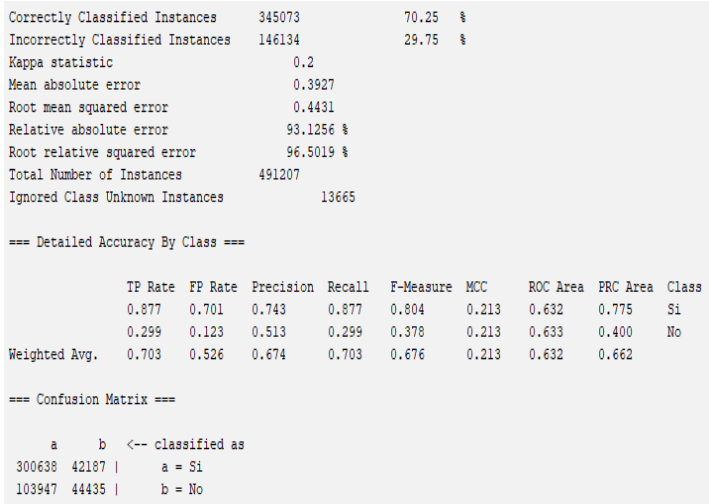 Correctly Classified Instances 345073 70.25 %
Incorrectly Classified Instances 146134 29.75 %
Kappa statistic 0.2
Mean absolute error 0.3927
Root mean squared error 0.4431
Relative absolute error 93.1256 %
Root relative squared error 96.5019 %
Total Number of Instances 491207
Ignored Class Unknown Instances 13665
=== Detailed Accuracy By Class ===
TP Rate FP Rate Precision Recall F-Measure MCC ROC Area PRC Area Class
0.877 0.701 0.743 0.877 0.804 0.213 0.632 0.775 Si
0.299 0.123 0.513 0.299 0.378 0.213 0.633 0.400 No
Weighted Avg. 0.703 0.526 0.674 0.703 0.676 0.213 0.632 0.662
=== Confusion Matrix ===
a b <-- classified as
300638 42187 | a = Si
103947 44435 | b = No